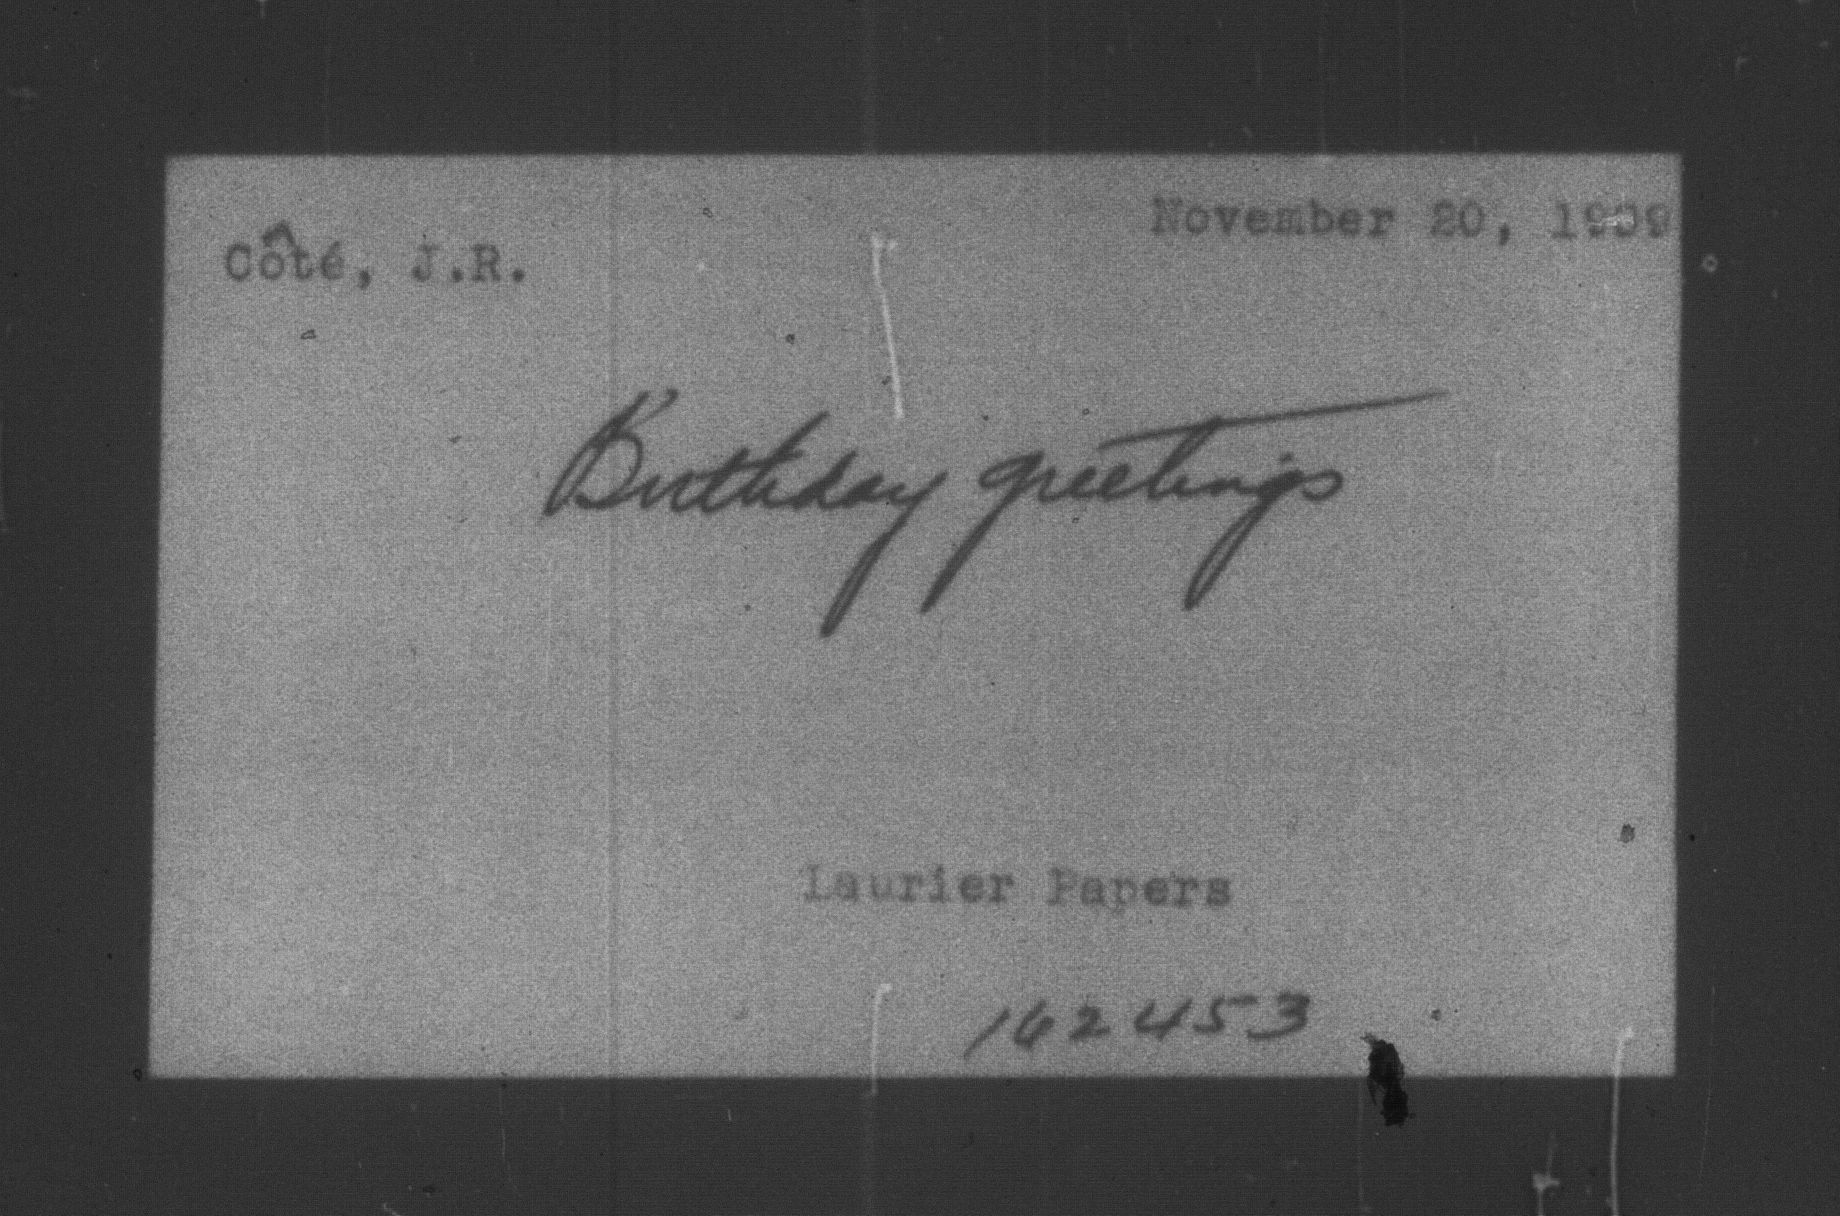 November 20, 1909
Côté, J.R.
Birthday greetings
Laurier Papers
162453